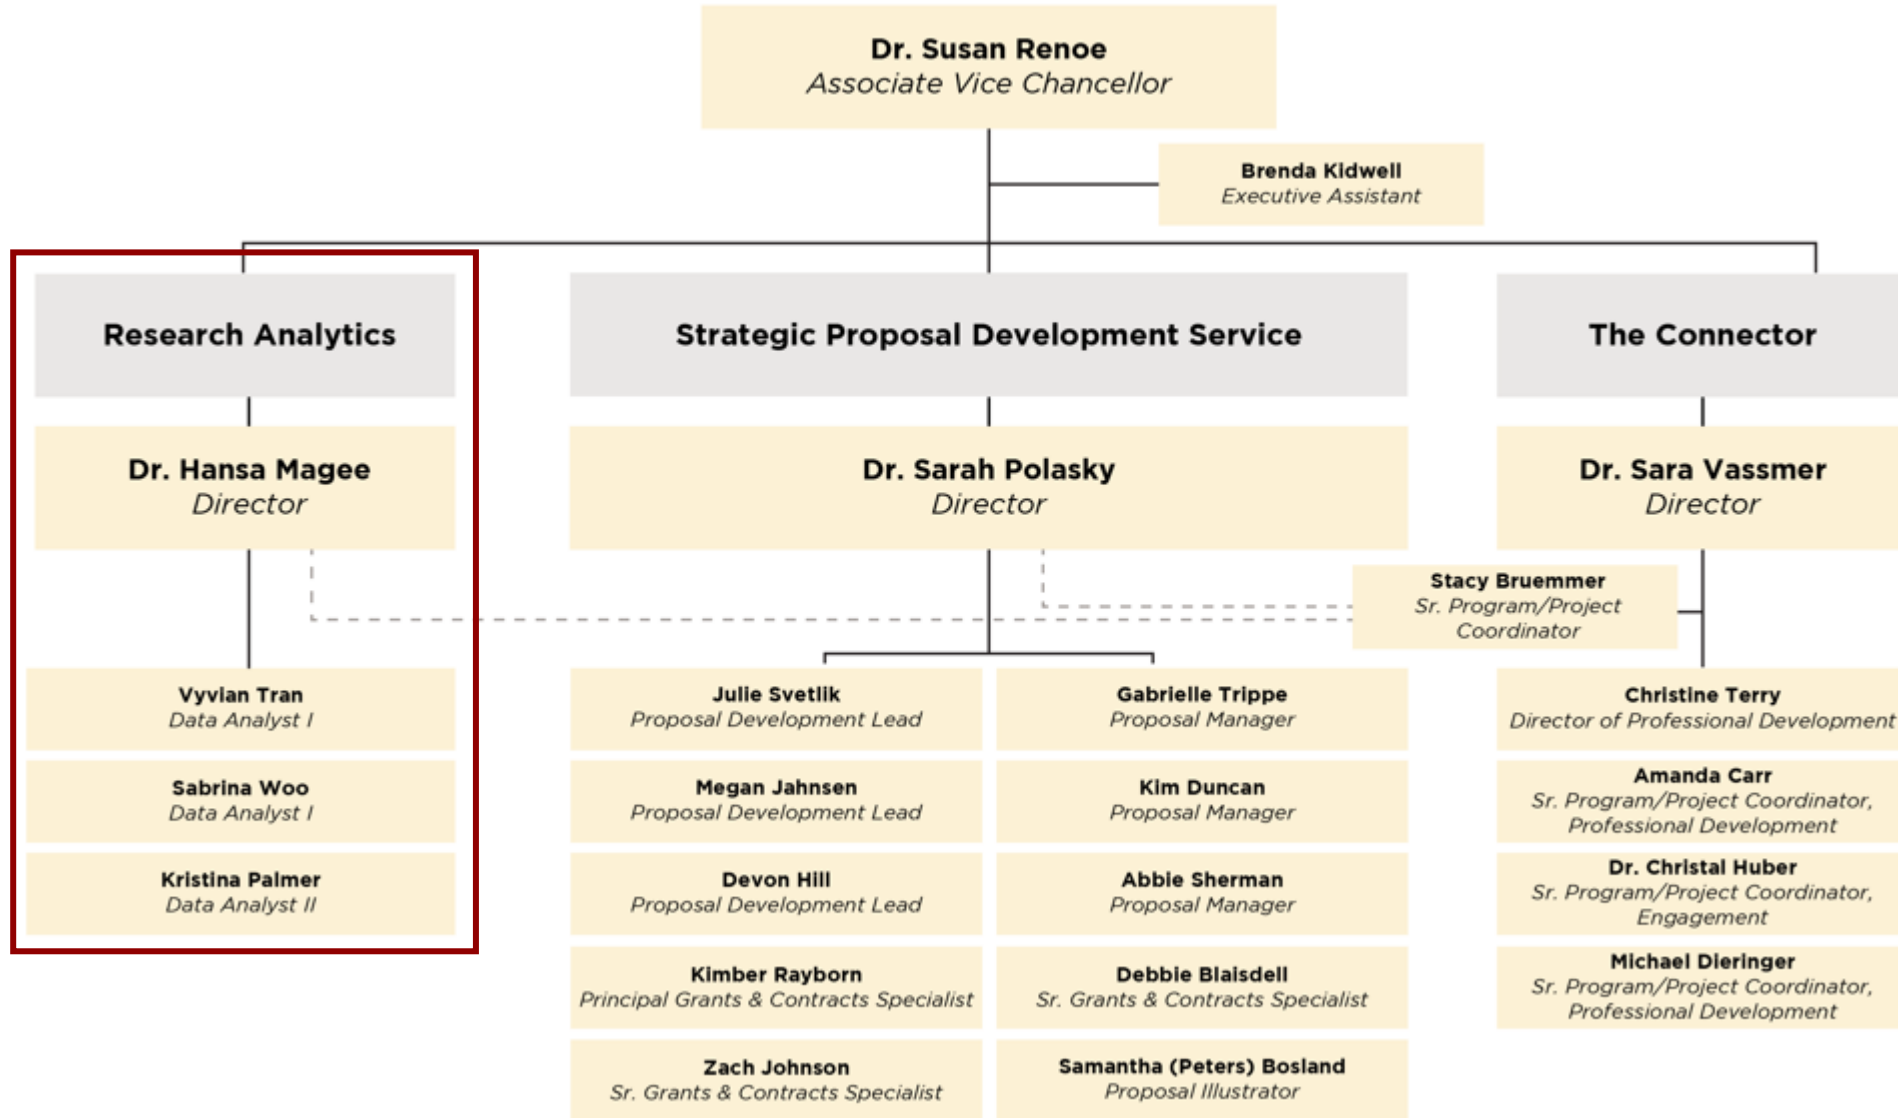 Dr. Susan Renoe
Associate Vice Chancellor
Brenda Kidwell
Executive Assistant
Research Analytics
Dr. Hansa Magee
Director
Vyvian Tran
Data Analyst I
Sabrina Woo
Data Analyst I
Kristina Palmer
Data Analyst II
Strategic Proposal Development Service
Dr. Sarah Polasky
Director
Julie Svetlik
Proposal Development Lead
Megan Jahnsen
Proposal Development Lead
Devon Hill
Proposal Development Lead
Kimber Rayborn
Principal Grants & Contracts Specialist
Zach Johnson
Sr. Grants & Contracts Specialist
Gabrielle Trippe
Proposal Manager
Kim Duncan
Proposal Manager
Abbie Sherman
Proposal Manager
Debbie Blaisdell
Sr. Grants & Contracts Specialist
Samantha (Peters) Bosland
Proposal Illustrator
The Connector
Dr. Sara Vassmer
Director
Stacy Bruemmer
Sr. Program/Project
Coordinator
Christine Terry
Director of Professional Development
Amanda Carr
Sr. Program/Project Coordinator,
Professional Development
Dr. Christal Huber
Sr. Program/Project Coordinator,
Engagement
Michael Dieringer
Sr. Program/Project Coordinator,
Professional Development